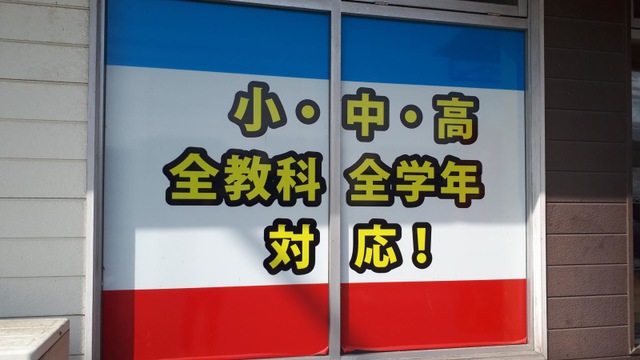 小・中・高
全教科 全学年
対 応!